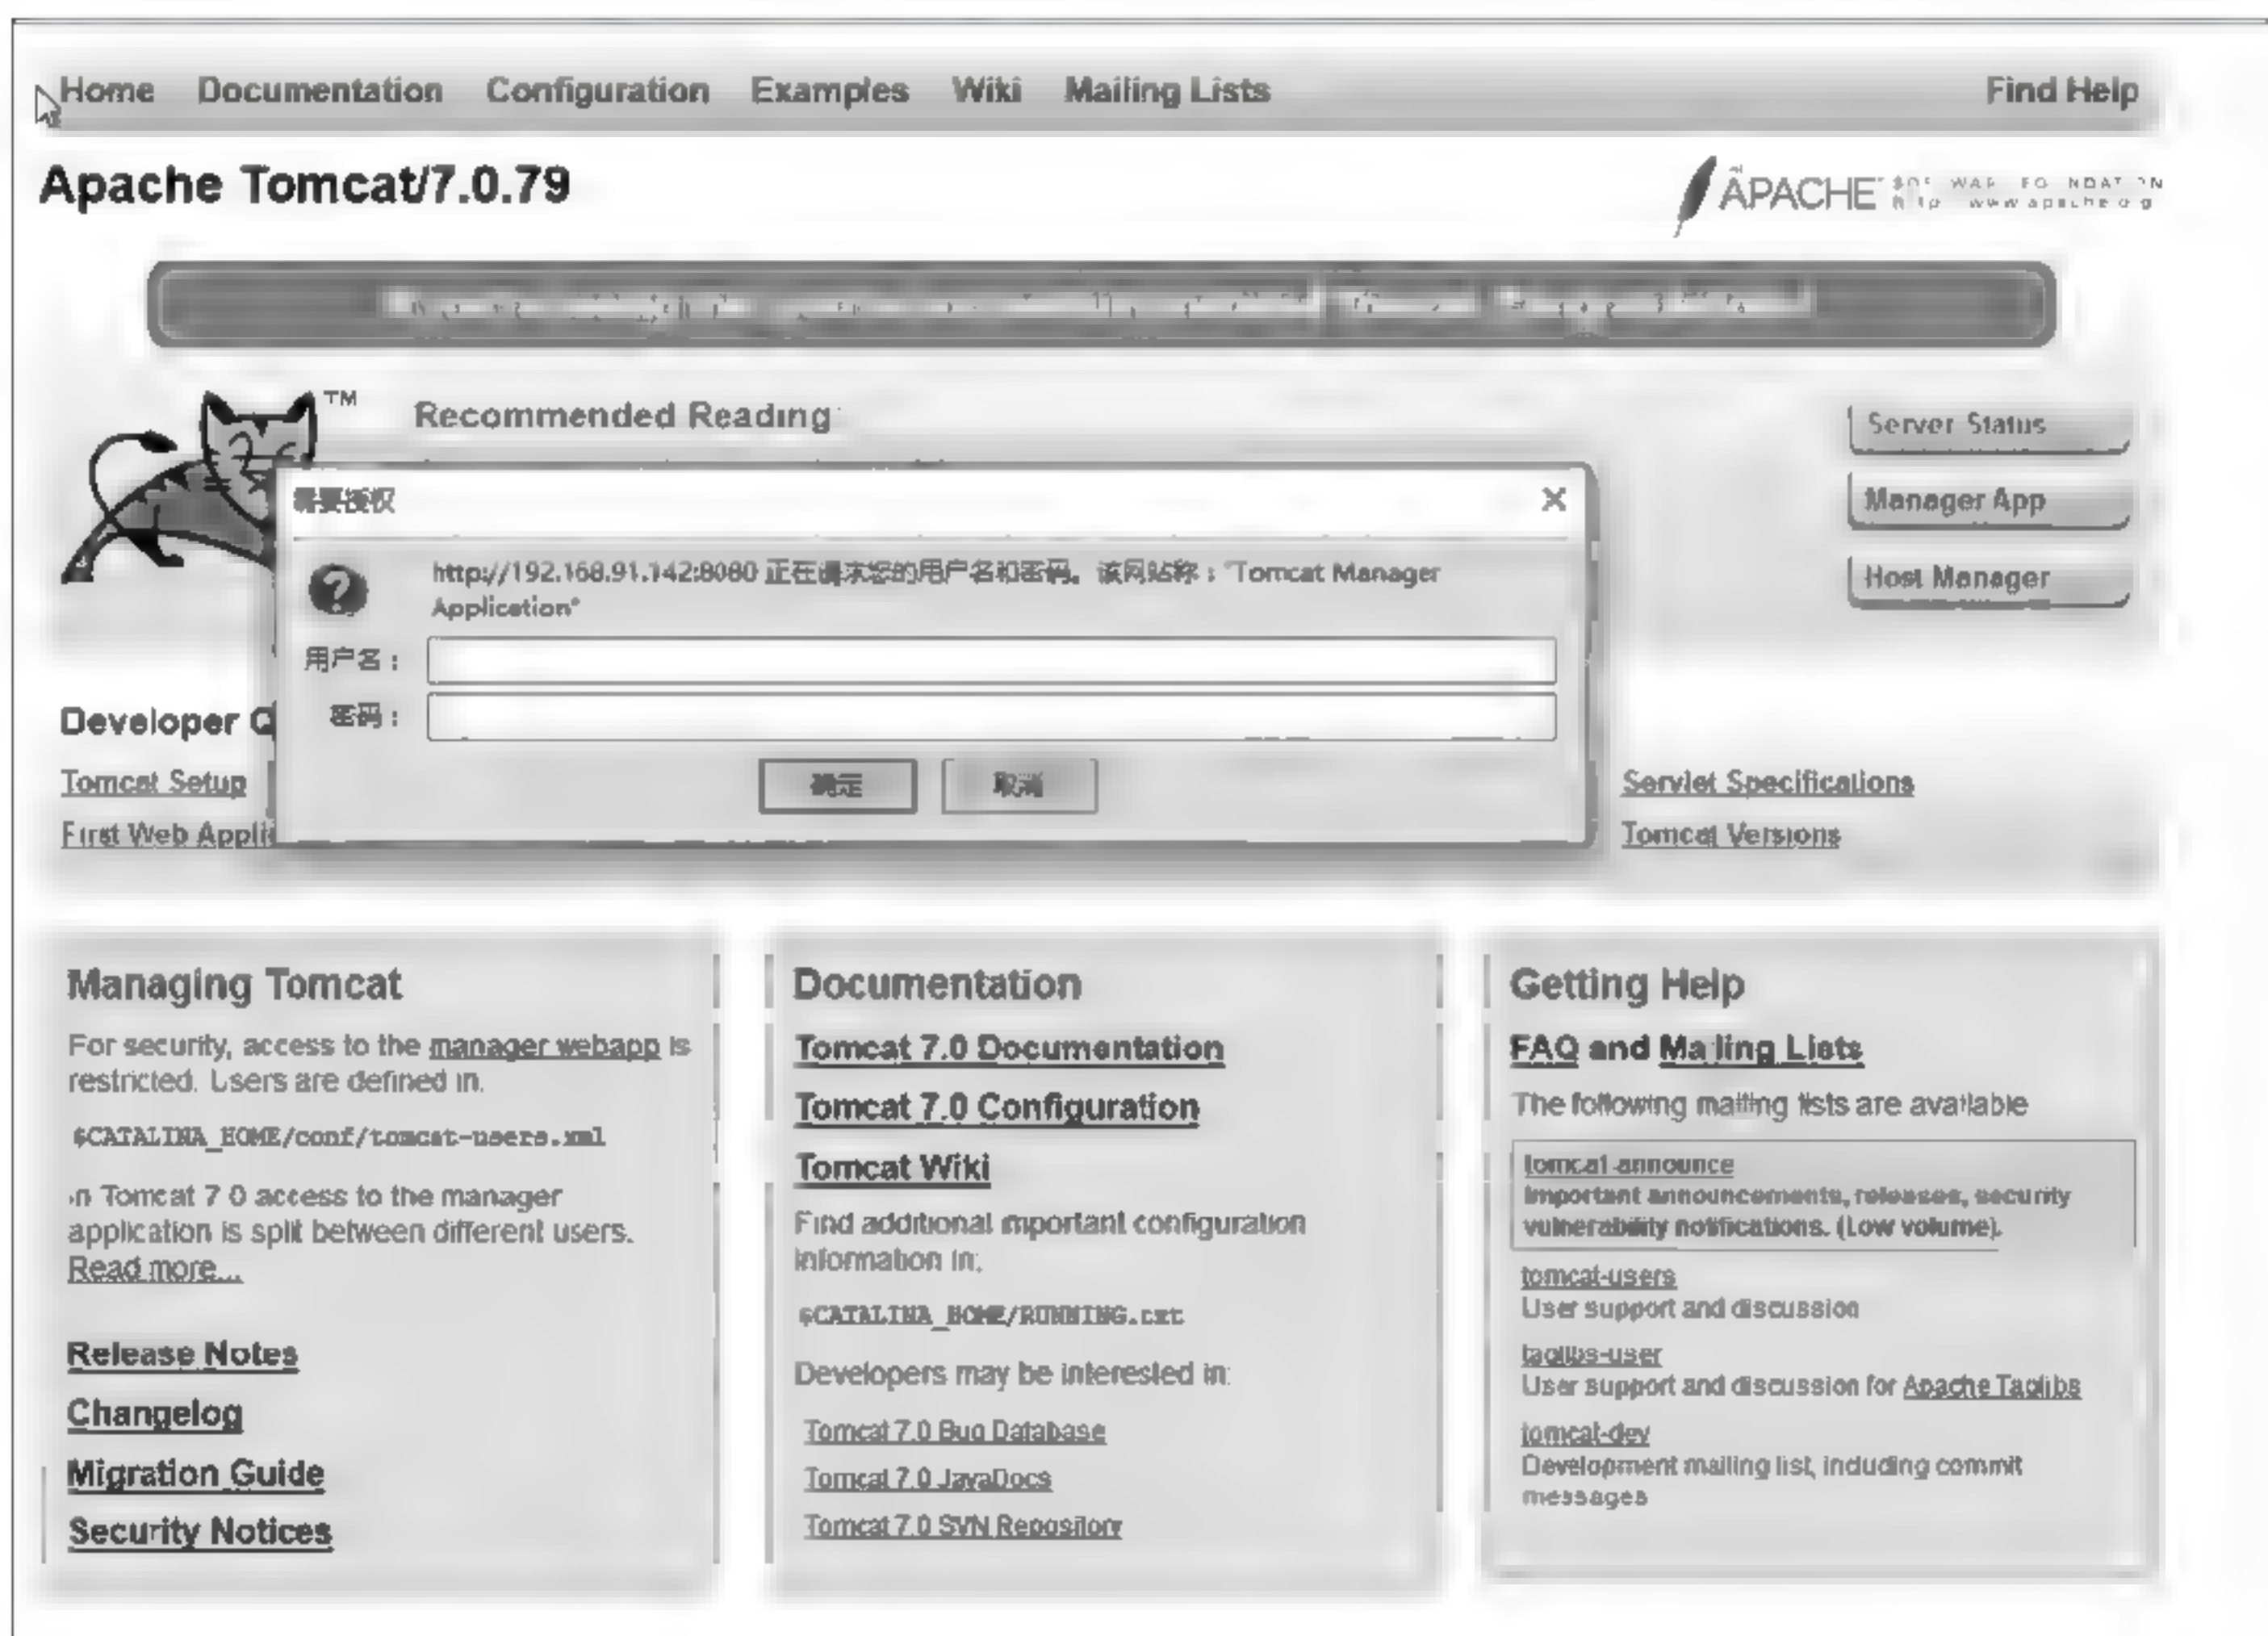 Home Documentation Configuration Examples Wiki Mailing Lists Find Help
Apache Tomcat/7.0.79
APACHE
TM
Recommended Reading
Server Status
Manager App
Host Manager
需要授权
http://192.168.91.142:8080 正在请求您的用户名和密码。该网站称："Tomcat Manager
Application"
用户名：
密码：
确定 取消
Developer Q
Tomcat Setup
First Web Appli
Servlet Specifications
Tomcat Versions
Managing Tomcat
For security, access to the manager webapp is
restricted. Users are defined in:
$CATALINA_HOME/conf/tomcat-users.xml
In Tomcat 7.0 access to the manager
application is split between different users.
Read more...
Release Notes
Changelog
Migration Guide
Security Notices
Documentation
Tomcat 7.0 Documentation
Tomcat 7.0 Configuration
Tomcat Wiki
Find additional important configuration
information in:
$CATALINA_HOME/RUNNING.txt
Developers may be interested in:
Tomcat 7.0 Bug Database
Tomcat 7.0 JavaDocs
Tomcat 7.0 SVN Repository
Getting Help
FAQ and Mailing Lists
The following mailing lists are available
tomcat-announce
Important announcements, releases, security
vulnerability notifications. (Low volume).
tomcat-users
User support and discussion
taglibs-user
User support and discussion for Apache Taglibs
tomcat-dev
Development mailing list, including commit
messages